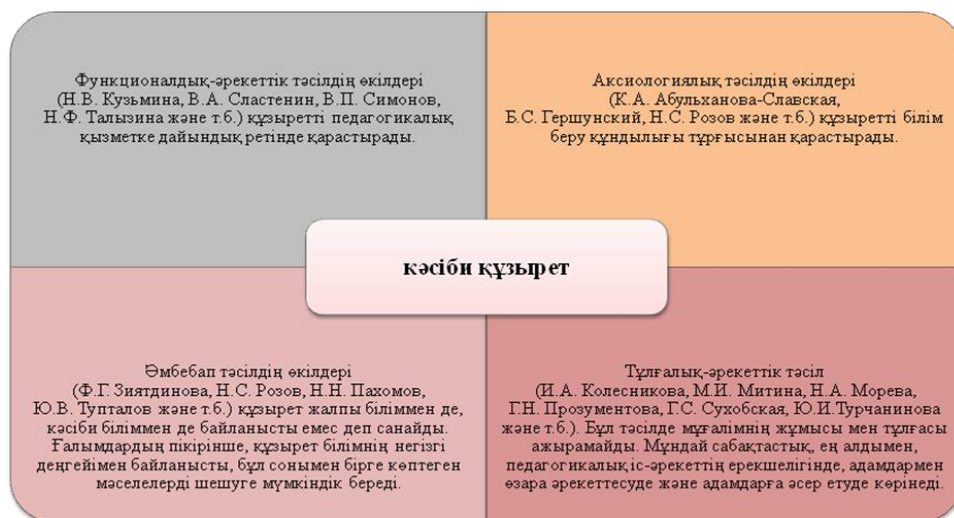 Функционалдық-әрекеттік тәсілдің өкілдері
(Н.В. Кузьмина, В.А. Сластенин, В.П. Симонов,
Н.Ф. Талызина және т.б.) құзыретті педагогикалық
қызметке дайындық ретінде қарастырады.
Аксиологиялық тәсілдің өкілдері
(К.А. Абульханова-Славская,
Б.С. Гершунский, Н.С. Розов және т.б.) құзыретті білім
беру құндылығы тұрғысынан қарастырады.
кәсіби құзырет
Әмбебап тәсілдің өкілдері
(Ф.Г. Зиятдинова, Н.С. Розов, Н.Н. Пахомов,
Ю.В. Тупталов және т.б.) құзырет жалпы біліммен де,
кәсіби біліммен де байланысты емес деп санайды.
Ғалымдардың пікірінше, құзырет білімнің негізгі
деңгейімен байланысты, бұл сонымен бірге көптеген
мәселелерді шешуге мүмкіндік береді.
Тұлғалық-әрекеттік тәсіл
(И.А. Колесникова, М.И. Митина, Н.А. Морева,
Г.Н. Прозументова, Г.С. Сухобская, Ю.И.Турчанинова
және т.б.). Бұл тәсілде мұғалімнің жұмысы мен тұлғасы
ажырамайды. Мұндай сабақтастық, ең алдымен,
педагогикалық іс-әрекеттің ерекшелігінде, адамдармен
өзара әрекеттесуде және адамдарға әсер етуде көрінеді.